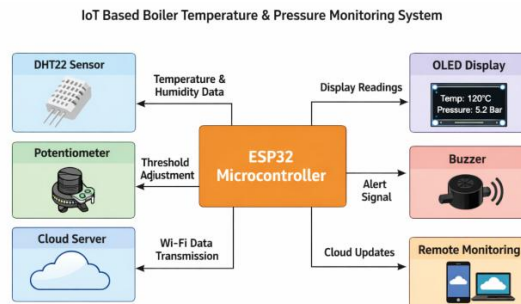 IoT Based Boiler Temperature & Pressure Monitoring System
DHT22 Sensor
Temperature &
Humidity Data
Display Readings
OLED Display
Temp: 120°C
Pressure: 5.2 Bar
Potentiometer
Threshold
Adjustment
ESP32
Microcontroller
Alert
Signal
Buzzer
Cloud Server
Wi-Fi Data
Transmission
Cloud Updates
Remote Monitoring